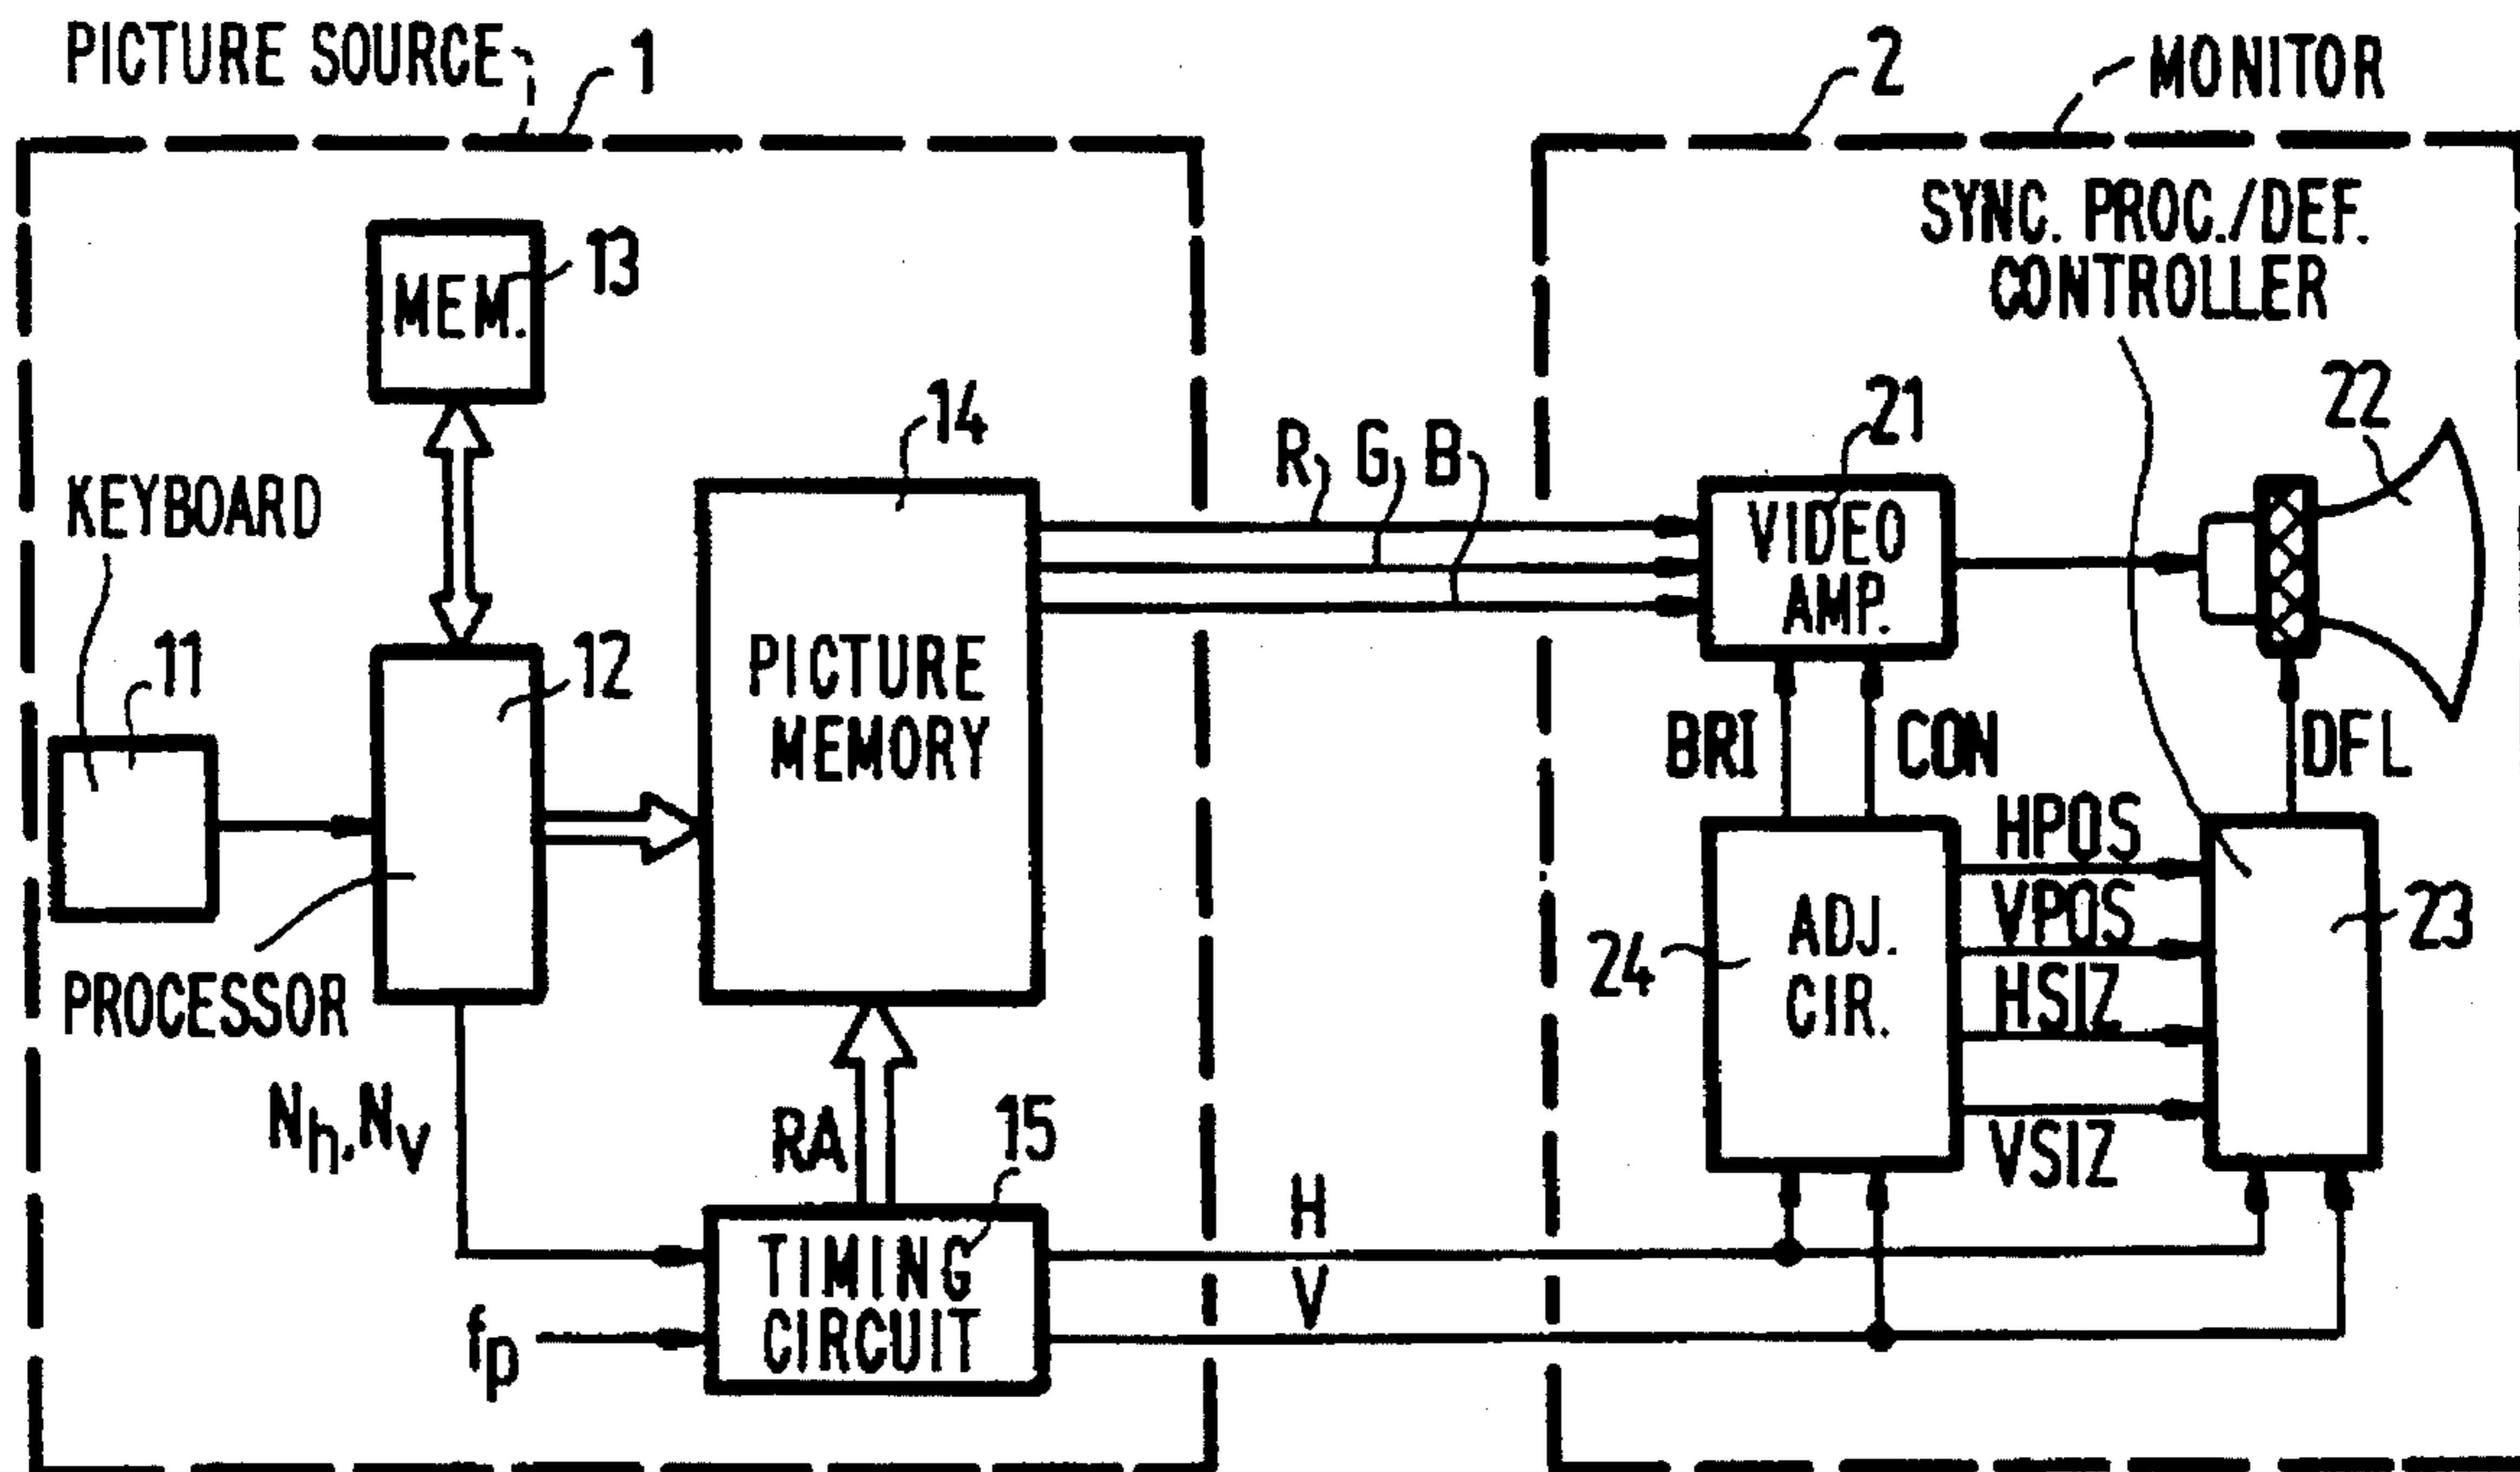 PICTURE SOURCE
1
2
MONITOR
SYNC. PROC./DEF.
CONTROLLER
MEM.
13
14
KEYBOARD
11
12
PICTURE
MEMORY
PROCESSOR
Nh,Nv
RA
15
TIMING
CIRCUIT
fp
R G B
H
V
21
VIDEO
AMP.
22
BRI
CON
DFL
HPOS
VPOS
HSIZ
VSIZ
24
ADJ.
CIR.
23